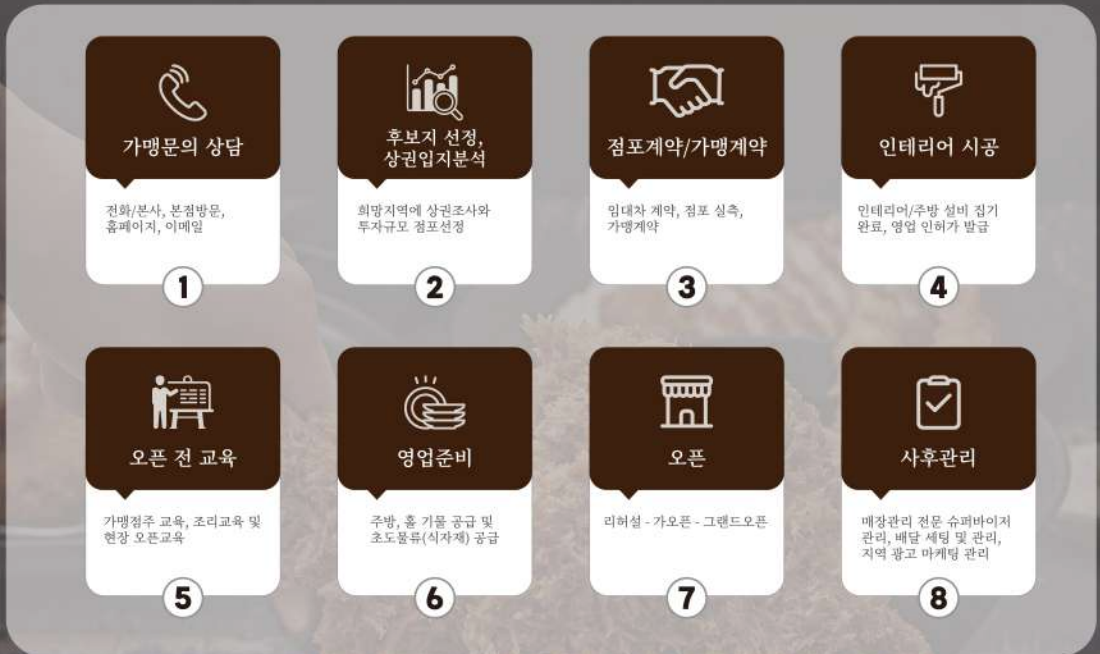 가맹문의 상담
전화/본사, 본점방문,
홈페이지, 이메일
1
후보지 선정,
상권입지분석
희망지역에 상권조사와
투자규모 점포선정
2
점포계약/가맹계약
임대차 계약, 점포 실측,
가맹계약
3
인테리어 시공
인테리어/주방 설비 집기
완료, 영업 인허가 발급
4
오픈 전 교육
가맹점주 교육, 조리교육 및
현장 오픈교육
5
영업준비
주방, 홀 기물 공급 및
초도물류(식자재) 공급
6
오픈
리허설 - 가오픈 - 그랜드오픈
7
사후관리
매장관리 전문 슈퍼바이저
관리, 배달 세팅 및 관리,
지역 광고 마케팅 관리
8